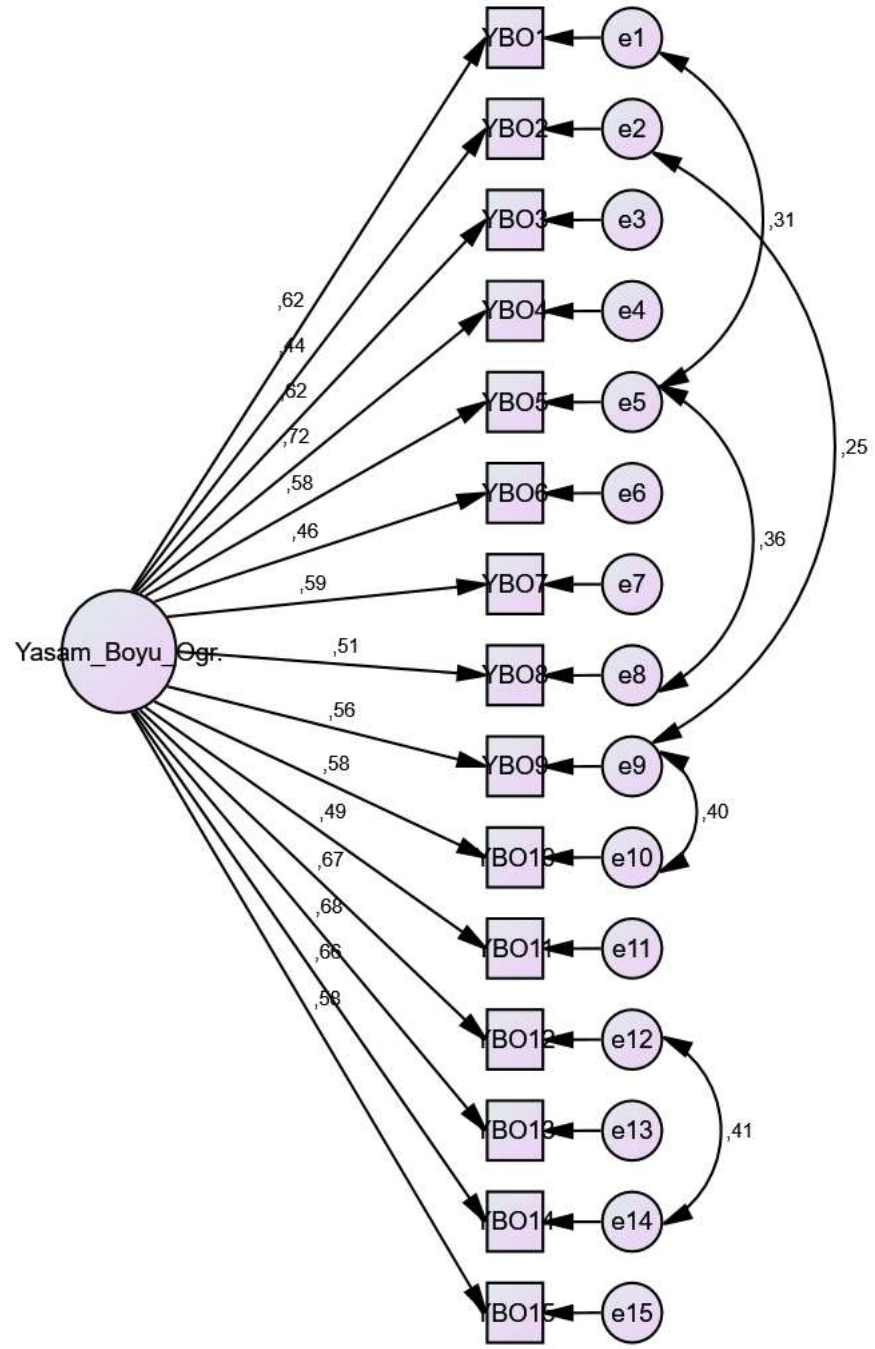 YBO1 e1
YBO2 e2
YBO3 e3
,31
,62
YBO4 e4
,44
,62
YBO5 e5
,72
,25
,58
YBO6 e6
,46
,36
YBO7 e7
,59
Yasam_Boyu_Ogr.
,51
YBO8 e8
,56
YBO9 e9
,58
,49
,40
YBO10 e10
,67
,68
YBO11 e11
,66
,58
YBO12 e12
YBO13 e13
,41
YBO14 e14
YBO15 e15